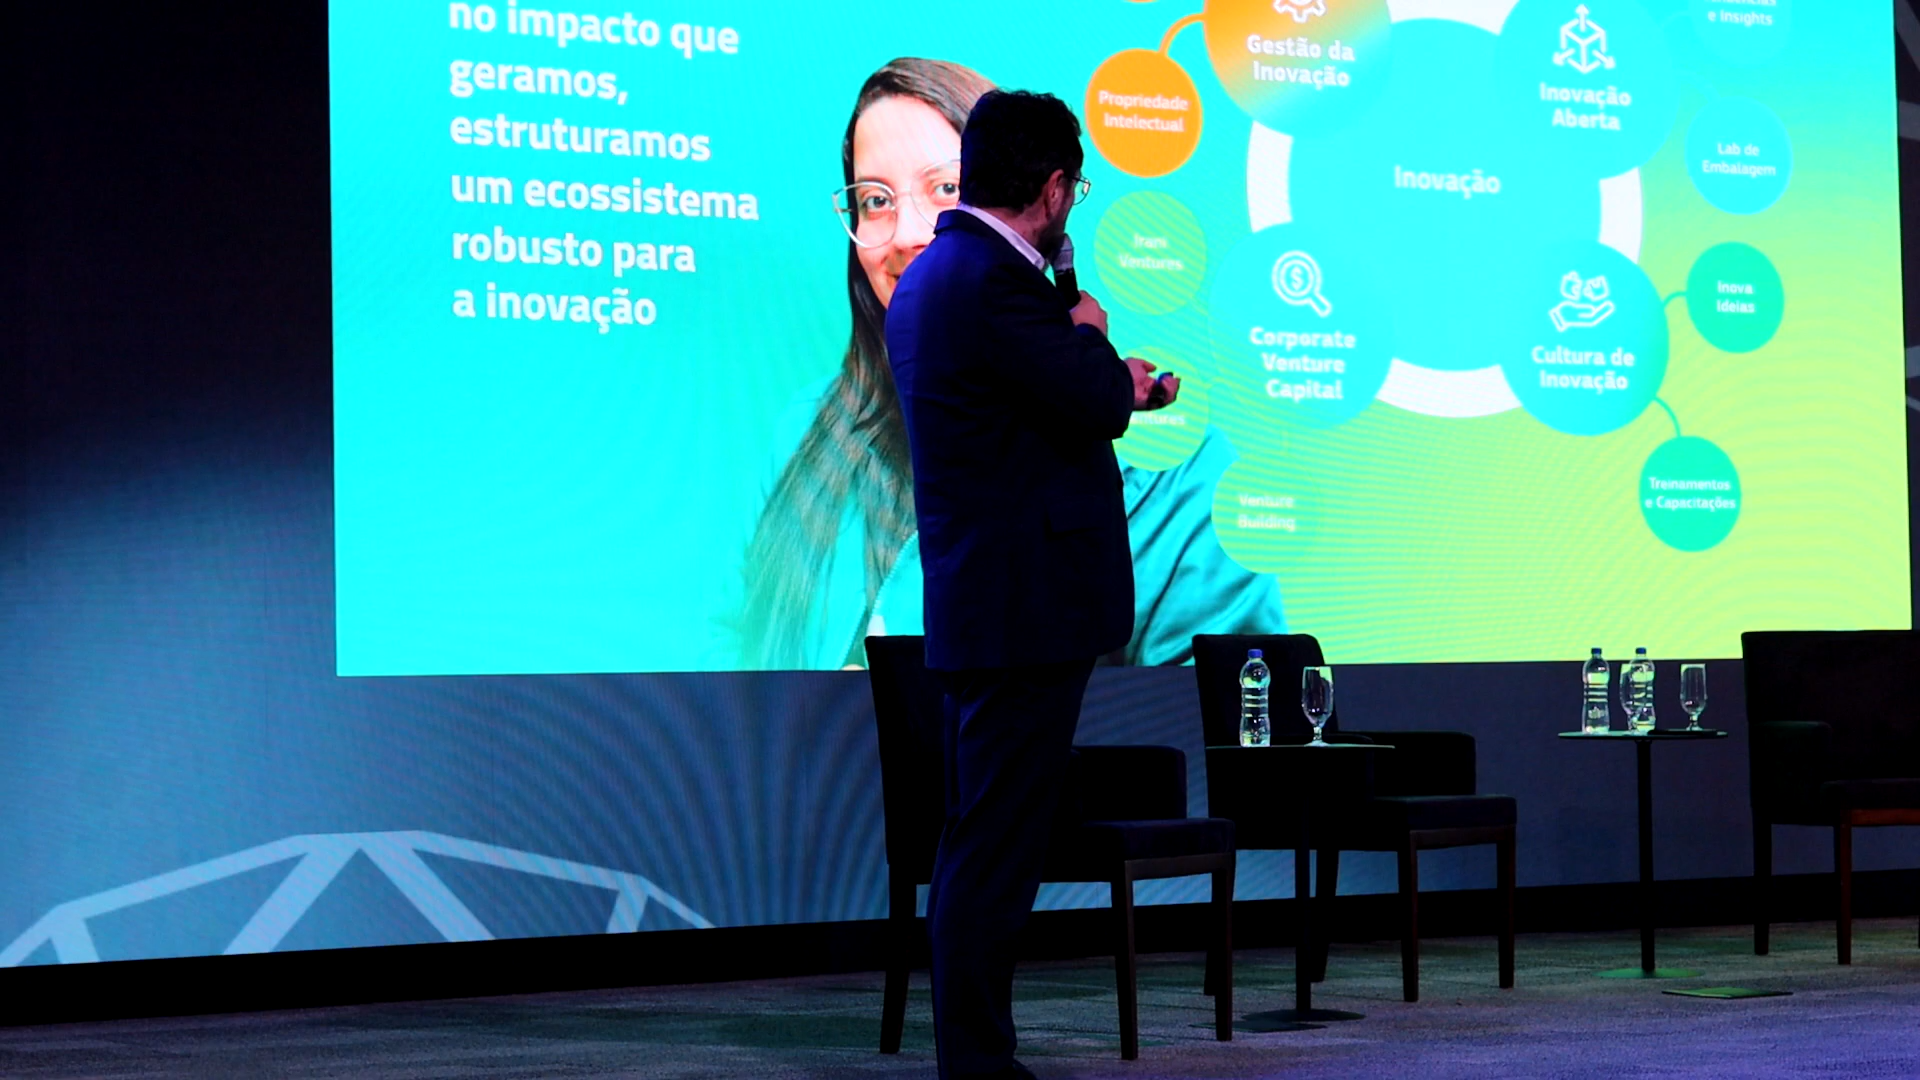 no impacto que
geramos,
estruturamos
um ecossistema
robusto para
a inovação
Gestão da
Inovação
Propriedade
Intelectual
Inovação
Aberta
e Insights
Lab de
Embalagem
Inovação
Ventures
Corporate
Venture
Capital
Cultura de
Inovação
Inova
Ideias
Treinamentos
e Capacitações
Venture
Building